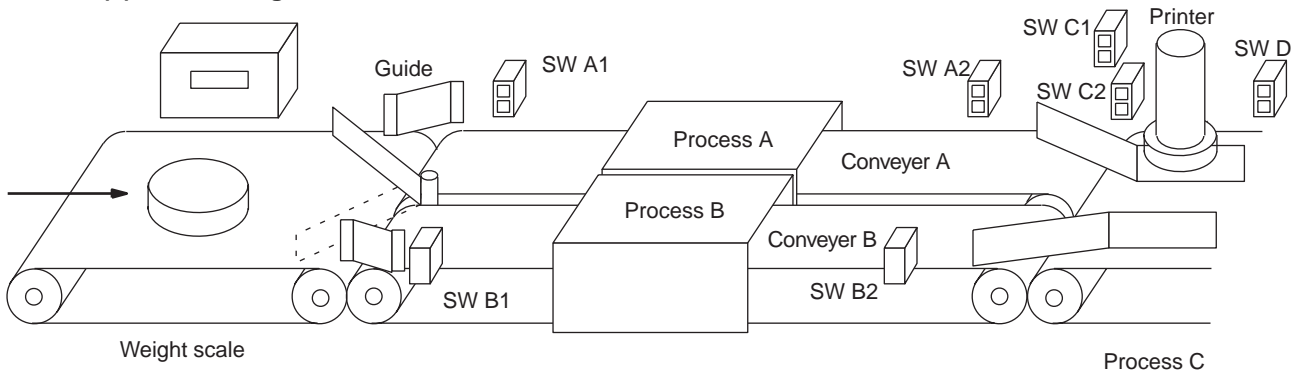 SW C1
Printer
Guide
SW A1
SW A2
SW C2
SW D
Process A
Conveyer A
Process B
Conveyer B
SW B1
SW B2
Weight scale
Process C